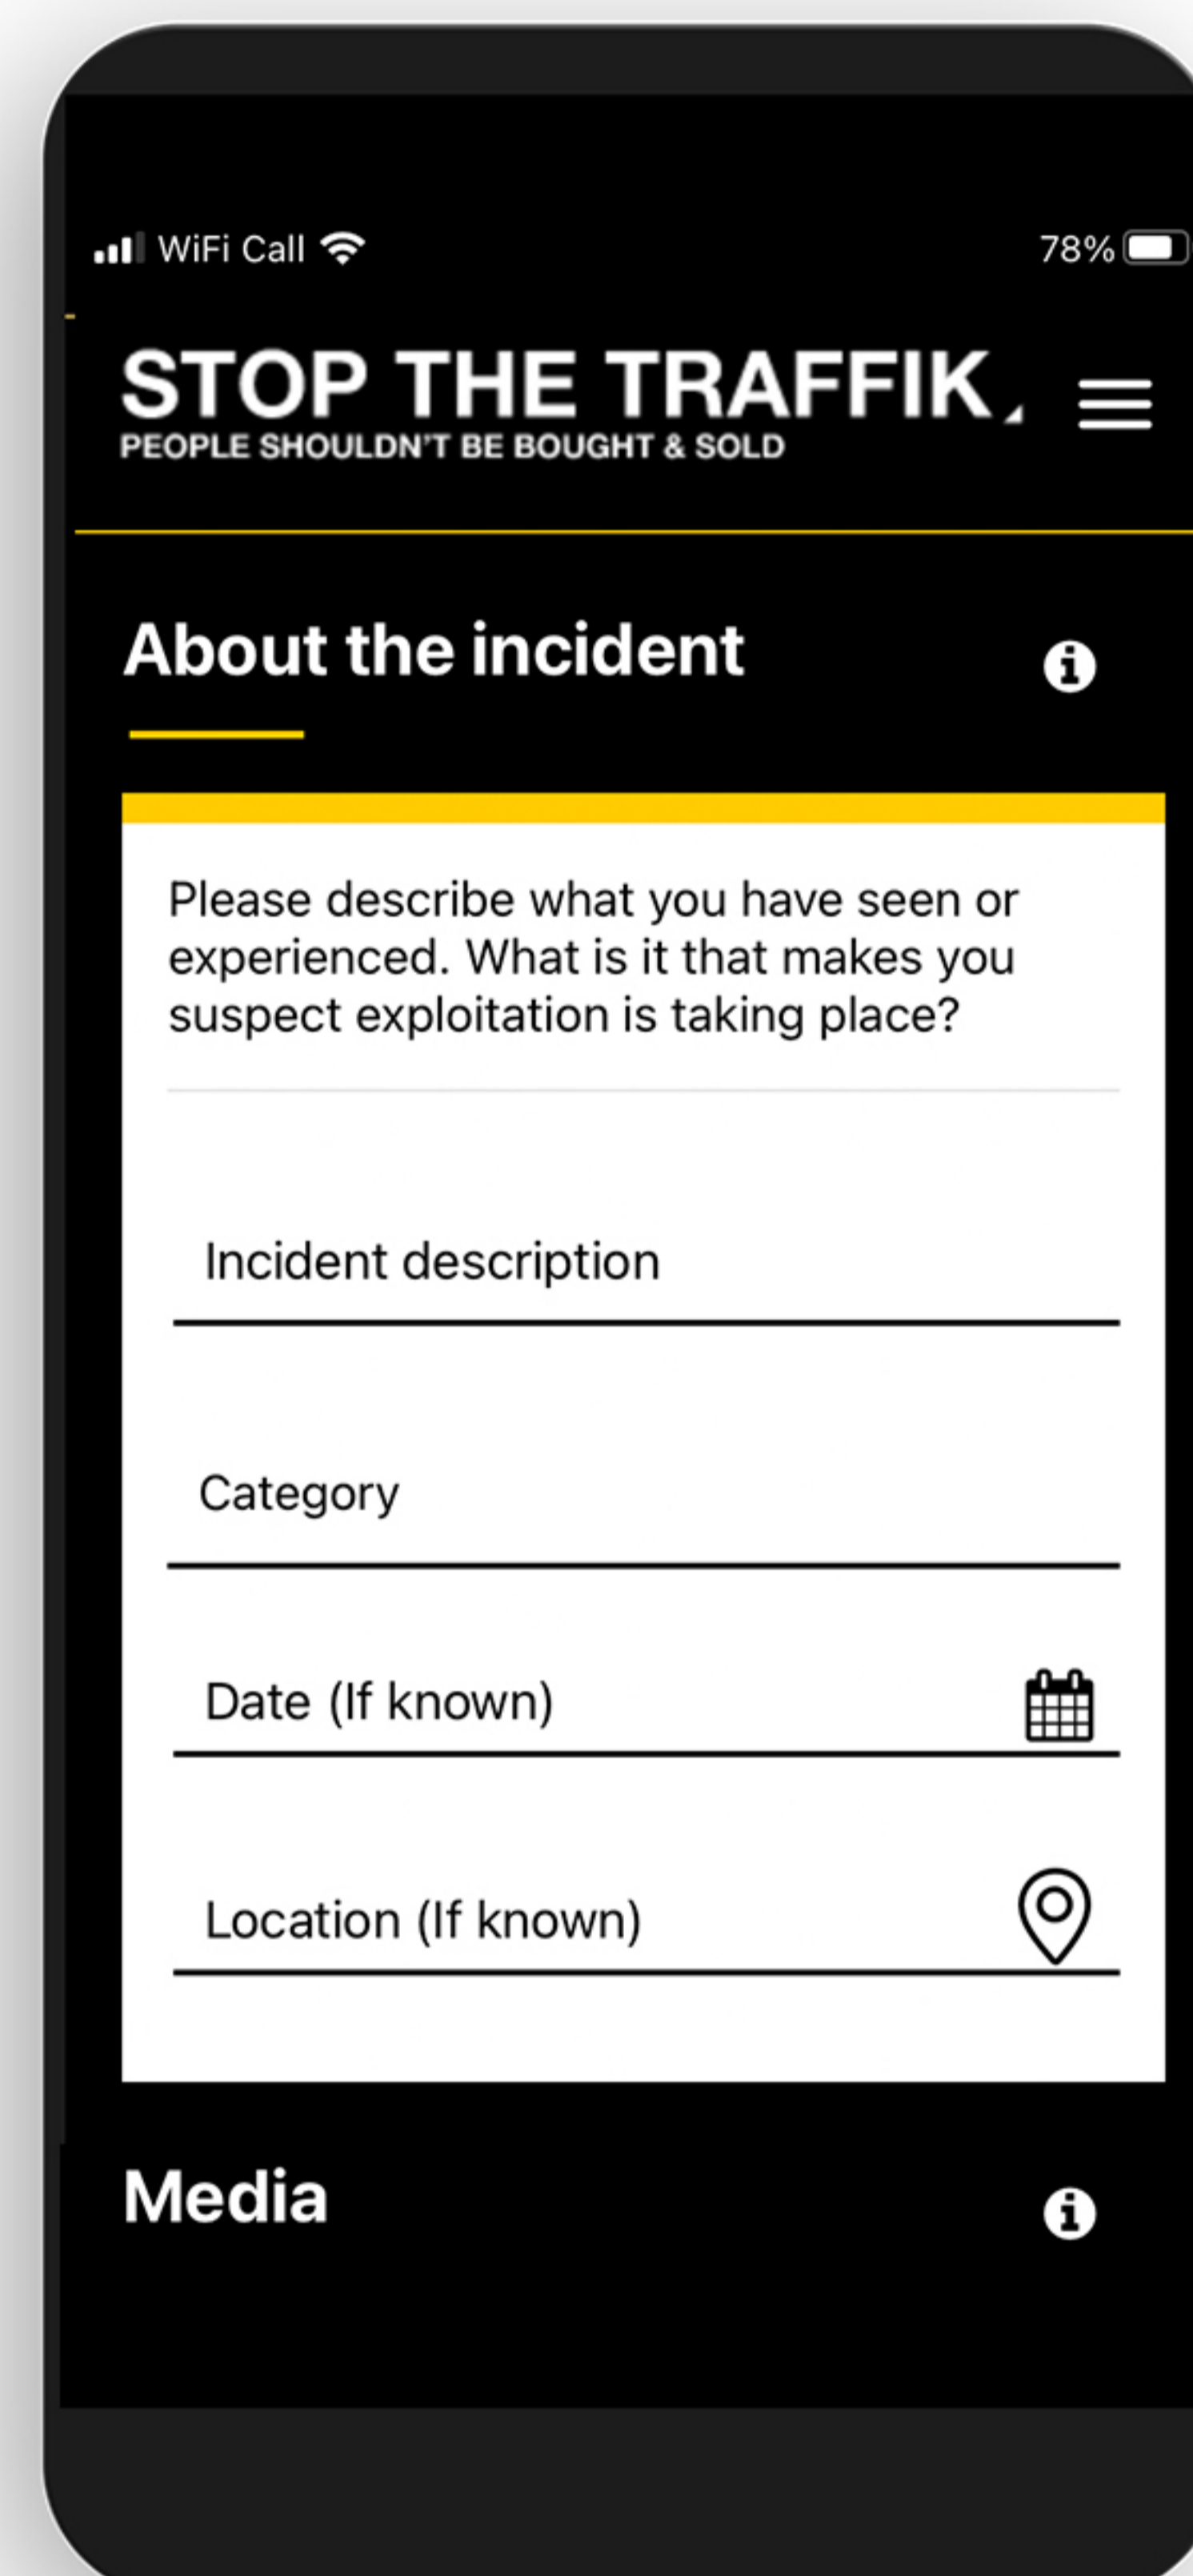 WiFi Call
78%
STOP THE TRAFFIK
PEOPLE SHOULDN'T BE BOUGHT & SOLD
About the incident
Please describe what you have seen or
experienced. What is it that makes you
suspect exploitation is taking place?
Incident description
Category
Date (If known)
Location (If known)
Media